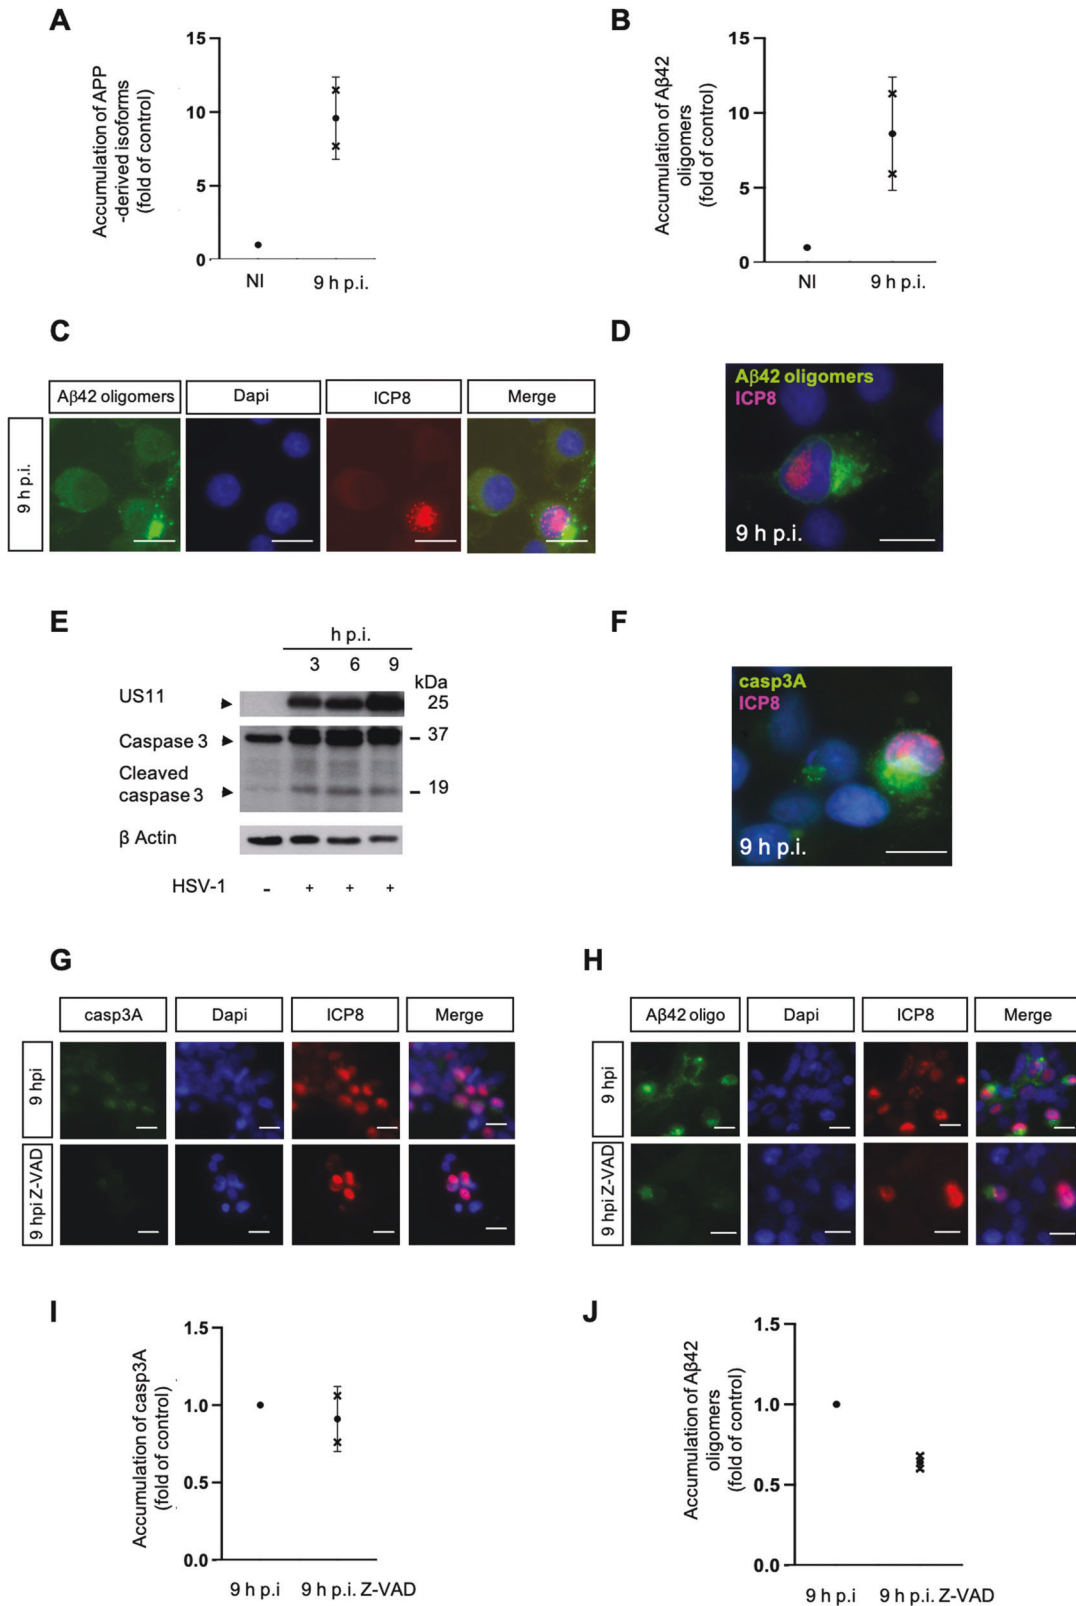 A
Accumulation of APP
-derived isoforms
(fold of control)
15
10
5
0
NI
9 h p.i.
B
Accumulation of Aβ42
oligomers
(fold of control)
15
10
5
0
NI
9 h p.i.
C
Aβ42 oligomers
Dapi
ICP8
Merge
9 h p.i.
D
Aβ42 oligomers
ICP8
9 h p.i.
E
h p.i.
3 6 9
kDa
US11
25
Caspase 3
37
Cleaved
caspase 3
19
β Actin
HSV-1 - + + +
F
casp3A
ICP8
9 h p.i.
G
casp3A
Dapi
ICP8
Merge
9 hpi
9 hpi Z-VAD
H
Aβ42 oligo
Dapi
ICP8
Merge
9 hpi
9 hpi Z-VAD
I
Accumulation of casp3A
(fold of control)
1.5
1.0
0.5
0.0
9 h p.i
9 h p.i. Z-VAD
J
Accumulation of Aβ42
oligomers
(fold of control)
1.5
1.0
0.5
0.0
9 h p.i
9 h p.i. Z-VAD